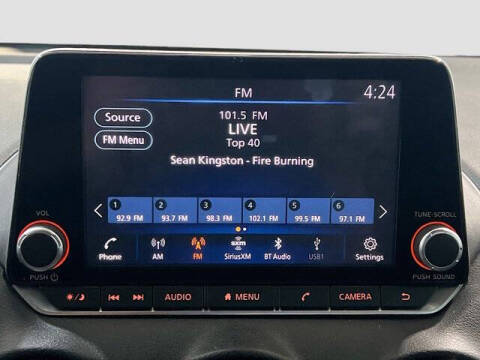 FM
4:24
Source
101.5 FM
LIVE
FM Menu
Top 40
Sean Kingston - Fire Burning
1 2 3 4 5 6
92.9 FM 93.7 FM 98.3 FM 102.1 FM 99.5 FM 97.1 FM
VOL
TUNE·SCROLL
Phone AM FM SXM SiriusXM BT Audio USB1 Settings
PUSH
PUSH SOUND
AUDIO MENU CAMERA